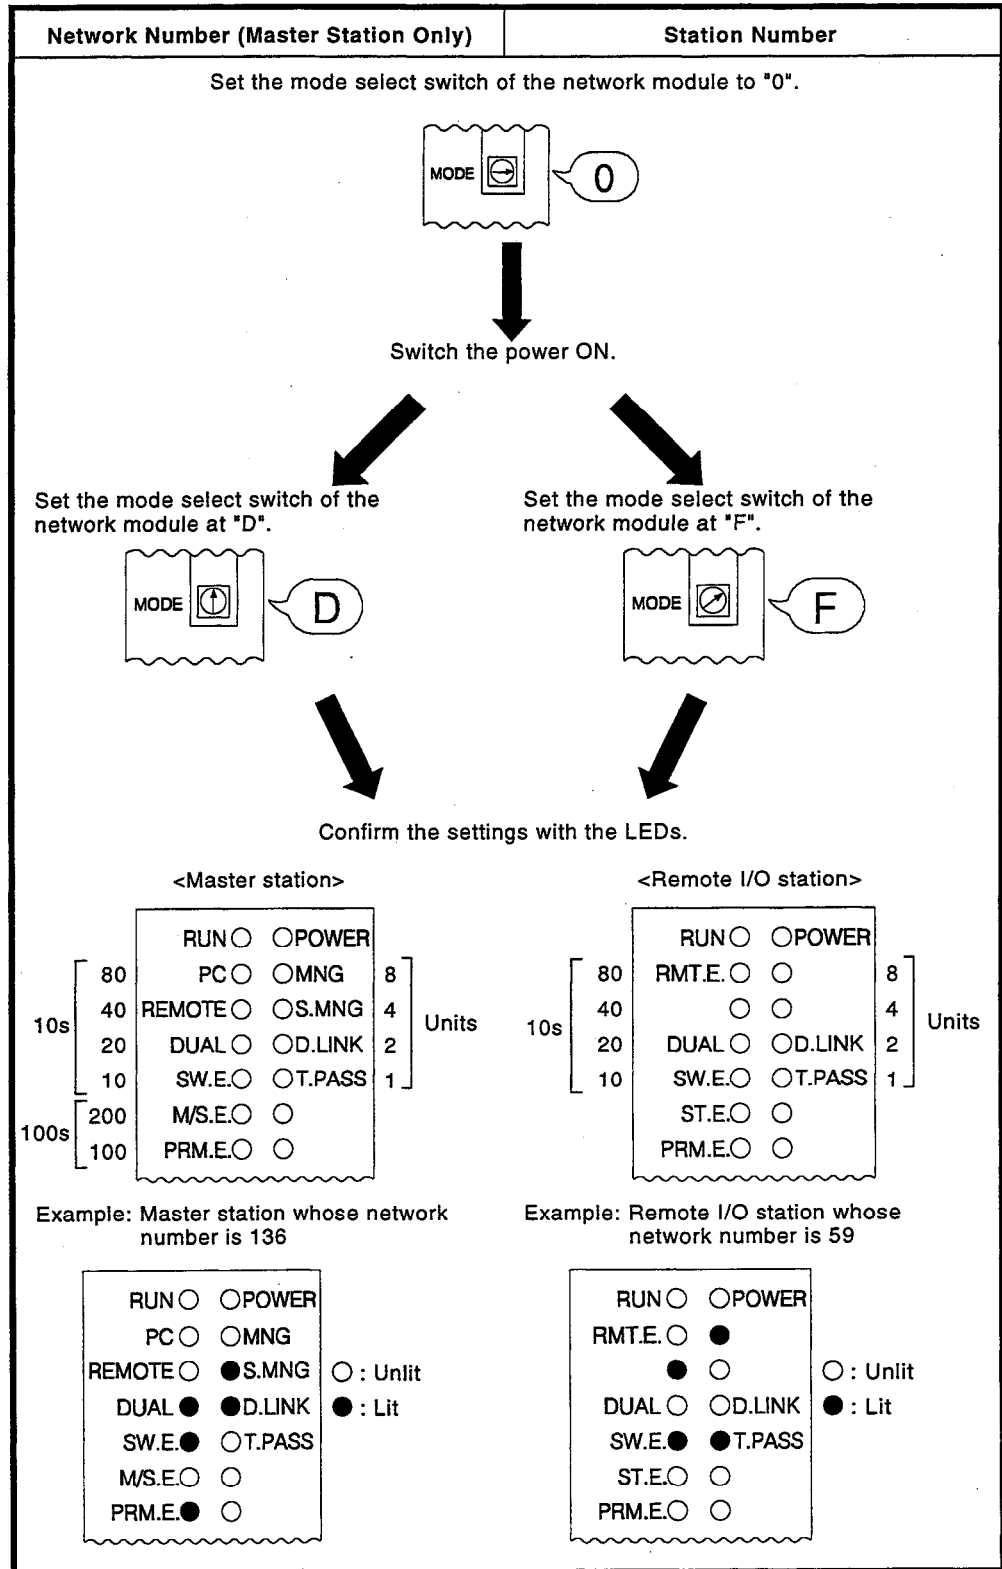 Network Number (Master Station Only) Station Number
Set the mode select switch of the network module to "0".
MODE 0
Switch the power ON.
Set the mode select switch of the
network module at "D".
MODE D
Set the mode select switch of the
network module at "F".
MODE F
Confirm the settings with the LEDs.
<Master station>
RUN POWER
80 PC MNG 8
40 REMOTE S.MNG 4
10s Units
20 DUAL D.LINK 2
10 SW.E. T.PASS 1
200 M/S.E.
100s
100 PRM.E.
<Remote I/O station>
RUN POWER
80 RMT.E. 8
40 4
10s Units
20 DUAL D.LINK 2
10 SW.E. T.PASS 1
ST.E.
PRM.E.
Example: Master station whose network
number is 136
RUN POWER
PC MNG
REMOTE S.MNG : Unlit
DUAL D.LINK : Lit
SW.E. T.PASS
M/S.E.
PRM.E.
Example: Remote I/O station whose
network number is 59
RUN POWER
RMT.E.
: Unlit
DUAL D.LINK : Lit
SW.E. T.PASS
ST.E.
PRM.E.